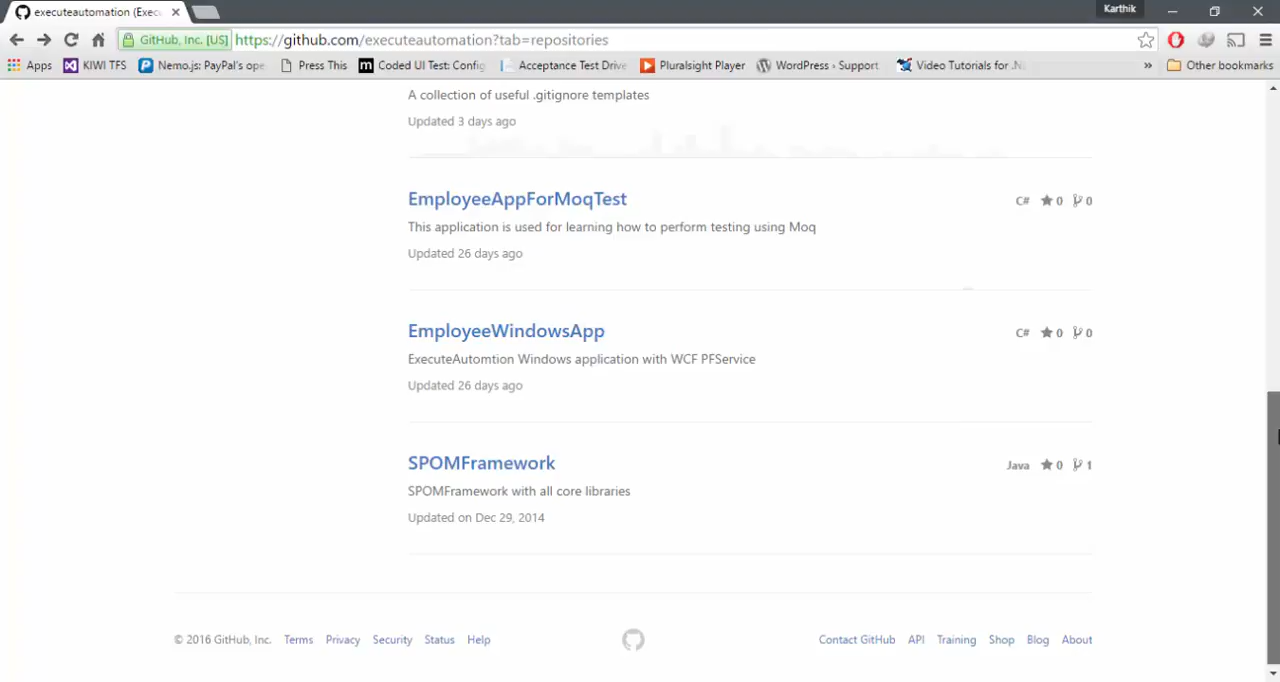 executeautomation (Exec
Karthik
GitHub, Inc. [US] https://github.com/executeautomation?tab=repositories
Apps KIWI TFS Nemo.js: PayPal's ope Press This Coded UI Test: Config Acceptance Test Drive Pluralsight Player WordPress › Support Video Tutorials for .N » Other bookmarks
A collection of useful .gitignore templates
Updated 3 days ago
EmployeeAppForMoqTest C# 0 0
This application is used for learning how to perform testing using Moq
Updated 26 days ago
EmployeeWindowsApp C# 0 0
ExecuteAutomtion Windows application with WCF PFService
Updated 26 days ago
SPOMFramework Java 0 1
SPOMFramework with all core libraries
Updated on Dec 29, 2014
© 2016 GitHub, Inc. Terms Privacy Security Status Help Contact GitHub API Training Shop Blog About